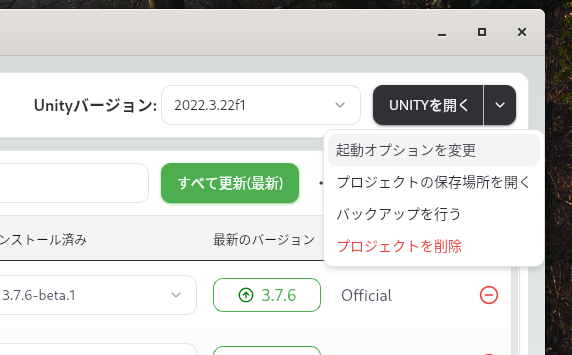 Unityバージョン:
2022.3.22f1
UNITYを開く
起動オプションを変更
すべて更新(最新)
プロジェクトの保存場所を開く
バックアップを行う
ンストール済み
最新のバージョン
プロジェクトを削除
3.7.6-beta.1
3.7.6
Official